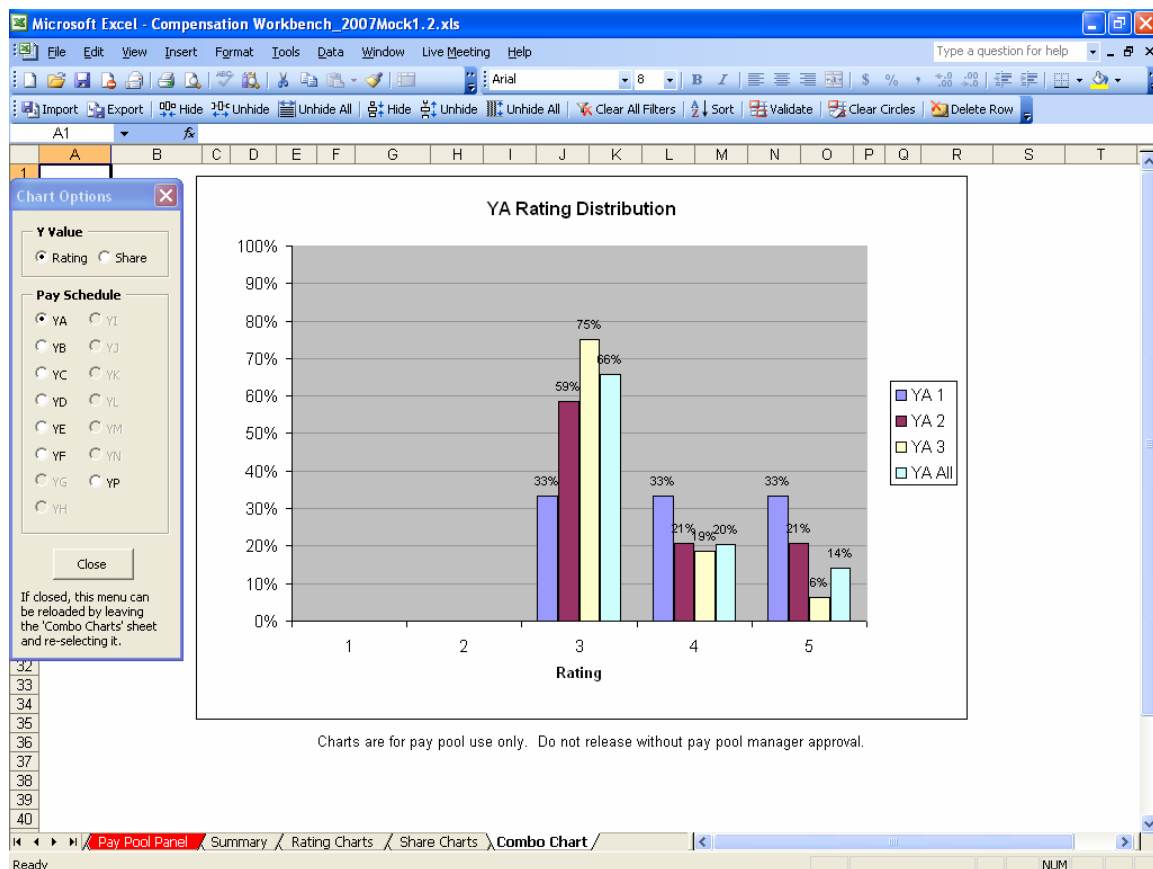 Microsoft Excel - Compensation Workbench_2007Mock1.2.xls
File Edit View Insert Format Tools Data Window Live Meeting Help Type a question for help
Arial 8 B I $ % ,
Import Export Hide Unhide Unhide All Hide Unhide Unhide All Clear All Filters Sort Validate Clear Circles Delete Row
A1 fx
A B C D E F G H I J K L M N O P Q R S T
1
Chart Options
Y Value
Rating Share
Pay Schedule
YA YI
YB YJ
YC YK
YD YL
YE YM
YF YN
YG YP
YH
Close
If closed, this menu can
be reloaded by leaving
the 'Combo Charts' sheet
and re-selecting it.
YA Rating Distribution
100%
90%
80%
70%
60%
50%
40%
30%
20%
10%
0%
33% 59% 75% 66%
33% 21% 19% 20%
33% 21% 6% 14%
1 2 3 4 5
Rating
YA 1
YA 2
YA 3
YA All
32
33
34
35
36
37
38
39
40
Charts are for pay pool use only. Do not release without pay pool manager approval.
Pay Pool Panel Summary Rating Charts Share Charts Combo Chart
Ready NUM